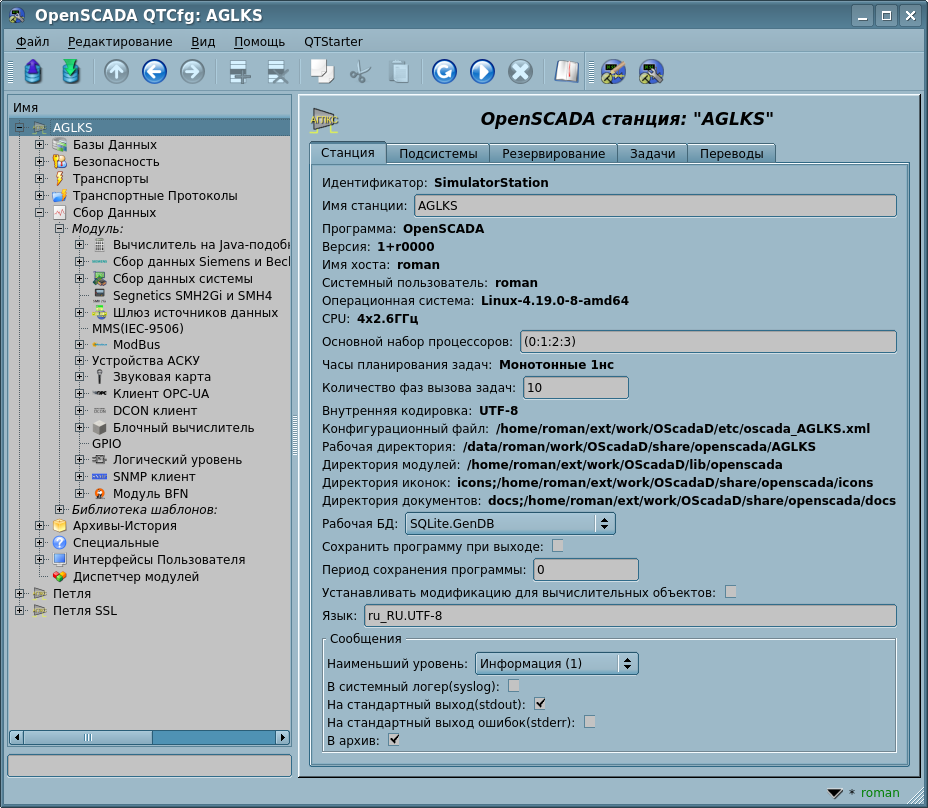 OpenSCADA QTCfg: AGLKS
Файл Редактирование Вид Помощь QTStarter
Имя
AGLKS
Базы Данных
Безопасность
Транспорты
Транспортные Протоколы
Сбор Данных
Модуль:
Вычислитель на Java-подоб
Сбор данных Siemens и Bec
Сбор данных системы
Segnetics SMH2Gi и SMH4
Шлюз источников данных
MMS(IEC-9506)
ModBus
Устройства АСКУ
Звуковая карта
Клиент OPC-UA
DCON клиент
Блочный вычислитель
GPIO
Логический уровень
SNMP клиент
Модуль BFN
Библиотека шаблонов:
Архивы-История
Специальные
Интерфейсы Пользователя
Диспетчер модулей
Петля
Петля SSL
АГЛКС
OpenSCADA станция: "AGLKS"
Станция Подсистемы Резервирование Задачи Переводы
Идентификатор: SimulatorStation
Имя станции: AGLKS
Программа: OpenSCADA
Версия: 1+r0000
Имя хоста: roman
Системный пользователь: roman
Операционная система: Linux-4.19.0-8-amd64
CPU: 4x2.6ГГц
Основной набор процессоров: (0:1:2:3)
Часы планирования задач: Монотонные 1нс
Количество фаз вызова задач: 10
Внутренняя кодировка: UTF-8
Конфигурационный файл: /home/roman/ext/work/OScadaD/etc/oscada_AGLKS.xml
Рабочая директория: /data/roman/work/OScadaD/share/openscada/AGLKS
Директория модулей: /home/roman/ext/work/OScadaD/lib/openscada
Директория иконок: icons;/home/roman/ext/work/OScadaD/share/openscada/icons
Директория документов: docs;/home/roman/ext/work/OScadaD/share/openscada/docs
Рабочая БД: SQLite.GenDB
Сохранить программу при выходе:
Период сохранения программы: 0
Устанавливать модификацию для вычислительных объектов:
Язык: ru_RU.UTF-8
Сообщения
Наименьший уровень: Информация (1)
В системный логер(syslog):
На стандартный выход(stdout):
На стандартный выход ошибок(stderr):
В архив:
* roman